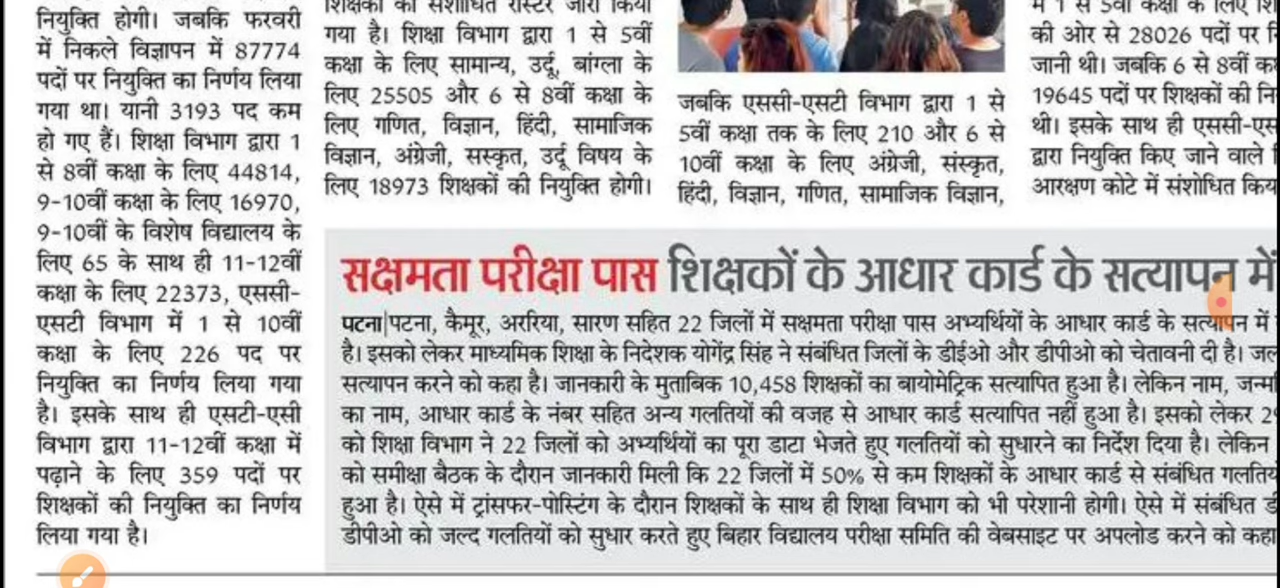 नियुक्ति होगी। जबकि फरवरी
में निकले विज्ञापन में 87774
पदों पर नियुक्ति का निर्णय लिया
गया था। यानी 3193 पद कम
हो गए हैं। शिक्षा विभाग द्वारा 1
से 8वीं कक्षा के लिए 44814,
9-10वीं कक्षा के लिए 16970,
9-10वीं के विशेष विद्यालय के
लिए 65 के साथ ही 11-12वीं
कक्षा के लिए 22373, एससी-
एसटी विभाग में 1 से 10वीं
कक्षा के लिए 226 पद पर
नियुक्ति का निर्णय लिया गया
है। इसके साथ ही एसटी-एसी
विभाग द्वारा 11-12वीं कक्षा में
पढ़ाने के लिए 359 पदों पर
शिक्षकों की नियुक्ति का निर्णय
लिया गया है।
शिक्षकों का संशोधित रोस्टर जारी किया
गया है। शिक्षा विभाग द्वारा 1 से 5वीं
कक्षा के लिए सामान्य, उर्दू, बांग्ला के
लिए 25505 और 6 से 8वीं कक्षा के
लिए गणित, विज्ञान, हिंदी, सामाजिक
विज्ञान, अंग्रेजी, सस्कृत, उर्दू विषय के
लिए 18973 शिक्षकों की नियुक्ति होगी।
जबकि एससी-एसटी विभाग द्वारा 1 से
5वीं कक्षा तक के लिए 210 और 6 से
10वीं कक्षा के लिए अंग्रेजी, संस्कृत,
हिंदी, विज्ञान, गणित, सामाजिक विज्ञान,
में 1 से 5वीं कक्षा के लिए
की ओर से 28026 पदों पर
जानी थी। जबकि 6 से 8वीं
19645 पदों पर शिक्षकों की
थी। इसके साथ ही
द्वारा नियुक्ति किए जाने वाले
आरक्षण कोटे में संशोधित
सक्षमता परीक्षा पास शिक्षकों के आधार कार्ड के सत्यापन में
पटना|पटना, कैमूर, अररिया, सारण सहित 22 जिलों में सक्षमता परीक्षा पास अभ्यर्थियों के आधार कार्ड के सत्यापन में
है। इसको लेकर माध्यमिक शिक्षा के निदेशक योगेंद्र सिंह ने संबंधित जिलों के डीईओ और डीपीओ को चेतावनी दी है।
सत्यापन करने को कहा है। जानकारी के मुताबिक 10,458 शिक्षकों का बायोमेट्रिक सत्यापित हुआ है। लेकिन नाम,
का नाम, आधार कार्ड के नंबर सहित अन्य गलतियों की वजह से आधार कार्ड सत्यापित नहीं हुआ है। इसको लेकर
को शिक्षा विभाग ने 22 जिलों को अभ्यर्थियों का पूरा डाटा भेजते हुए गलतियों को सुधारने का निर्देश दिया है। लेकिन
को समीक्षा बैठक के दौरान जानकारी मिली कि 22 जिलों में 50% से कम शिक्षकों के आधार कार्ड से संबंधित
हुआ है। ऐसे में ट्रांसफर-पोस्टिंग के दौरान शिक्षकों के साथ ही शिक्षा विभाग को भी परेशानी होगी। ऐसे में संबंधित
डीपीओ को जल्द गलतियों को सुधार करते हुए बिहार विद्यालय परीक्षा समिति की वेबसाइट पर अपलोड करने को कहा